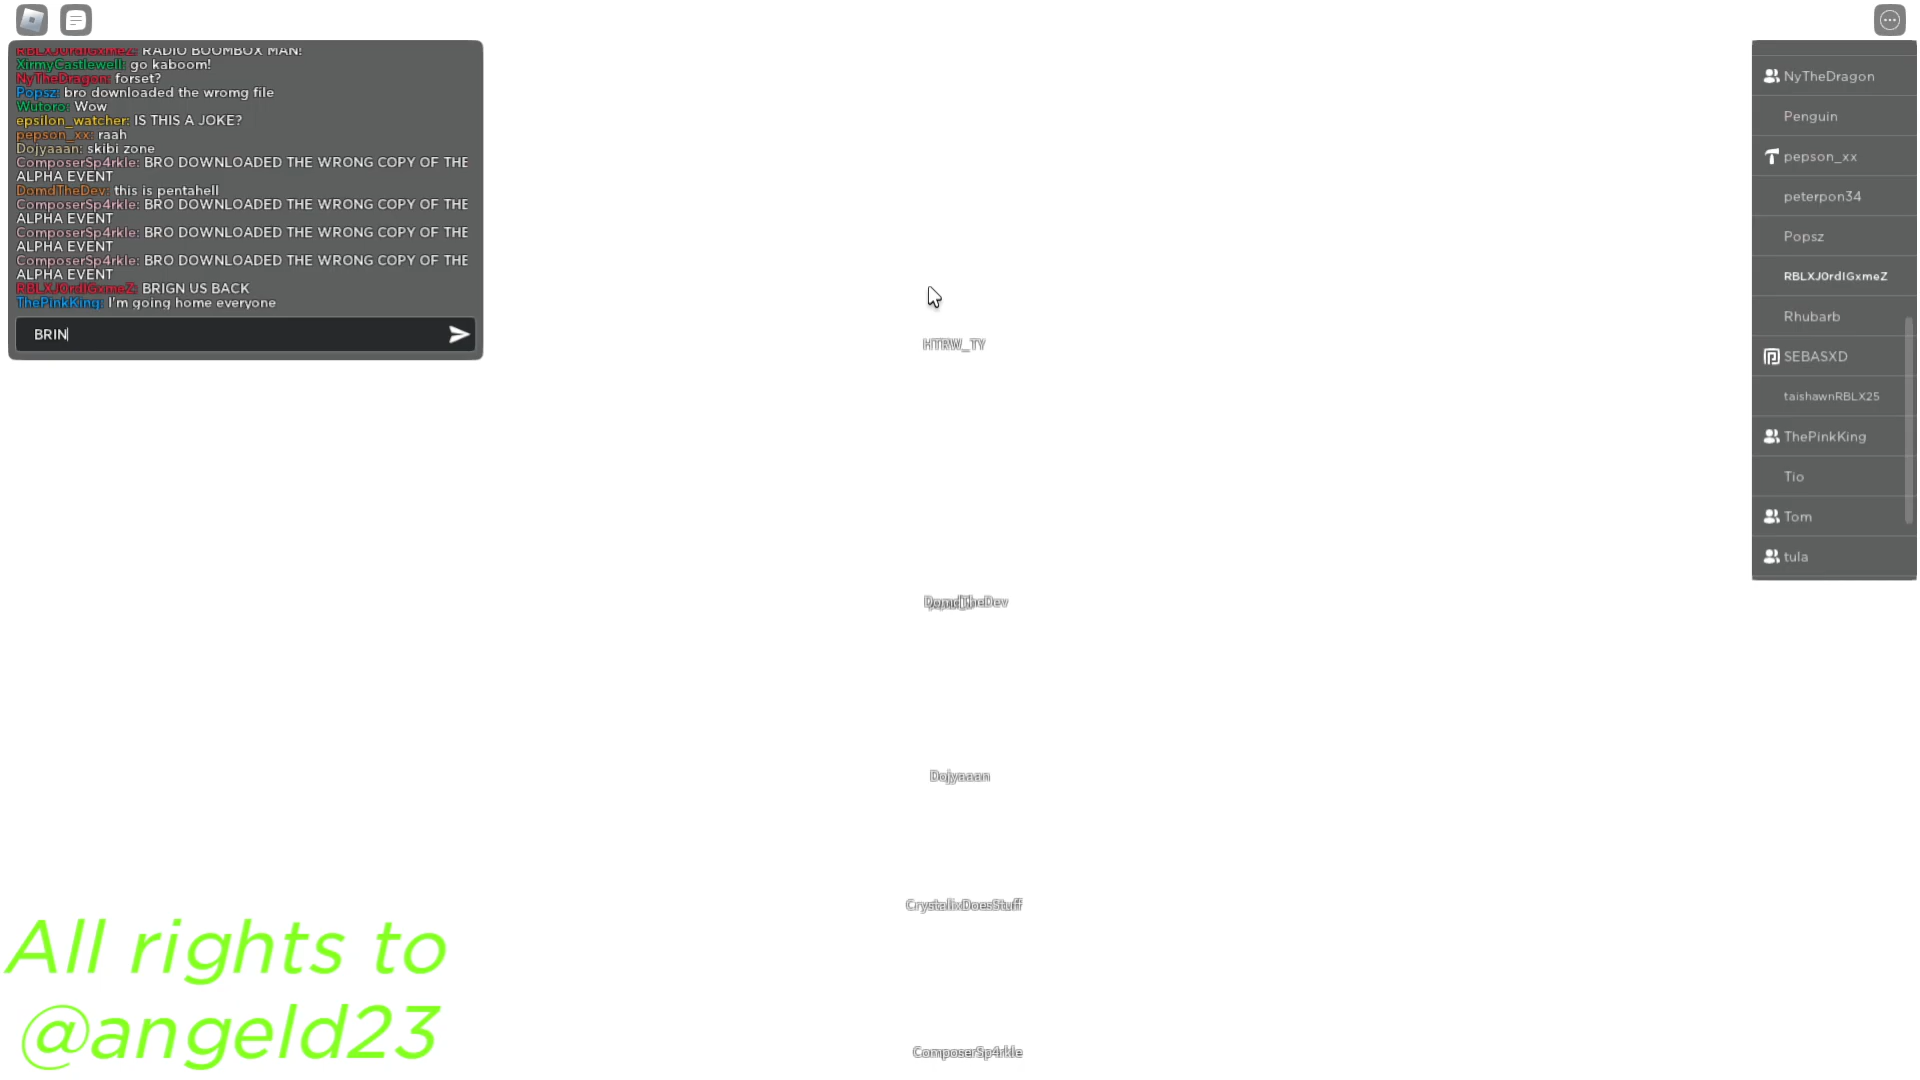 RBLXJ0rdIGxmeZ: RADIO BOOMBOX MAN!
XirmyCastlewell: go kaboom!
NyTheDragon: forset?
Popsz: bro downloaded the wromg file
Wutoro: Wow
epsilon_watcher: IS THIS A JOKE?
pepson_xx: raah
Dojyaaan: skibi zone
ComposerSp4rkle: BRO DOWNLOADED THE WRONG COPY OF THE
ALPHA EVENT
DomdTheDev: this is pentahell
ComposerSp4rkle: BRO DOWNLOADED THE WRONG COPY OF THE
ALPHA EVENT
ComposerSp4rkle: BRO DOWNLOADED THE WRONG COPY OF THE
ALPHA EVENT
ComposerSp4rkle: BRO DOWNLOADED THE WRONG COPY OF THE
ALPHA EVENT
RBLXJ0rdIGxmeZ: BRIGN US BACK
ThePinkKing: I'm going home everyone
BRIN
NyTheDragon
Penguin
pepson_xx
peterpon34
Popsz
RBLXJ0rdIGxmeZ
Rhubarb
SEBASXD
taishawnRBLX25
ThePinkKing
Tio
Tom
tula
HTRW_TY
DomdTheDev
Dojyaaan
CrystalixDoesStuff
ComposerSp4rkle
All rights to
@angeld23